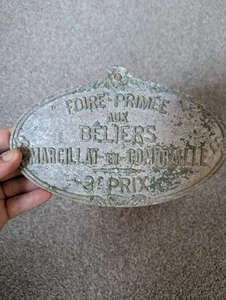 FOIRE PRIMÉE
AUX
BÉLIERS
MARCILLAT EN COMBRAILLE
3E PRIX